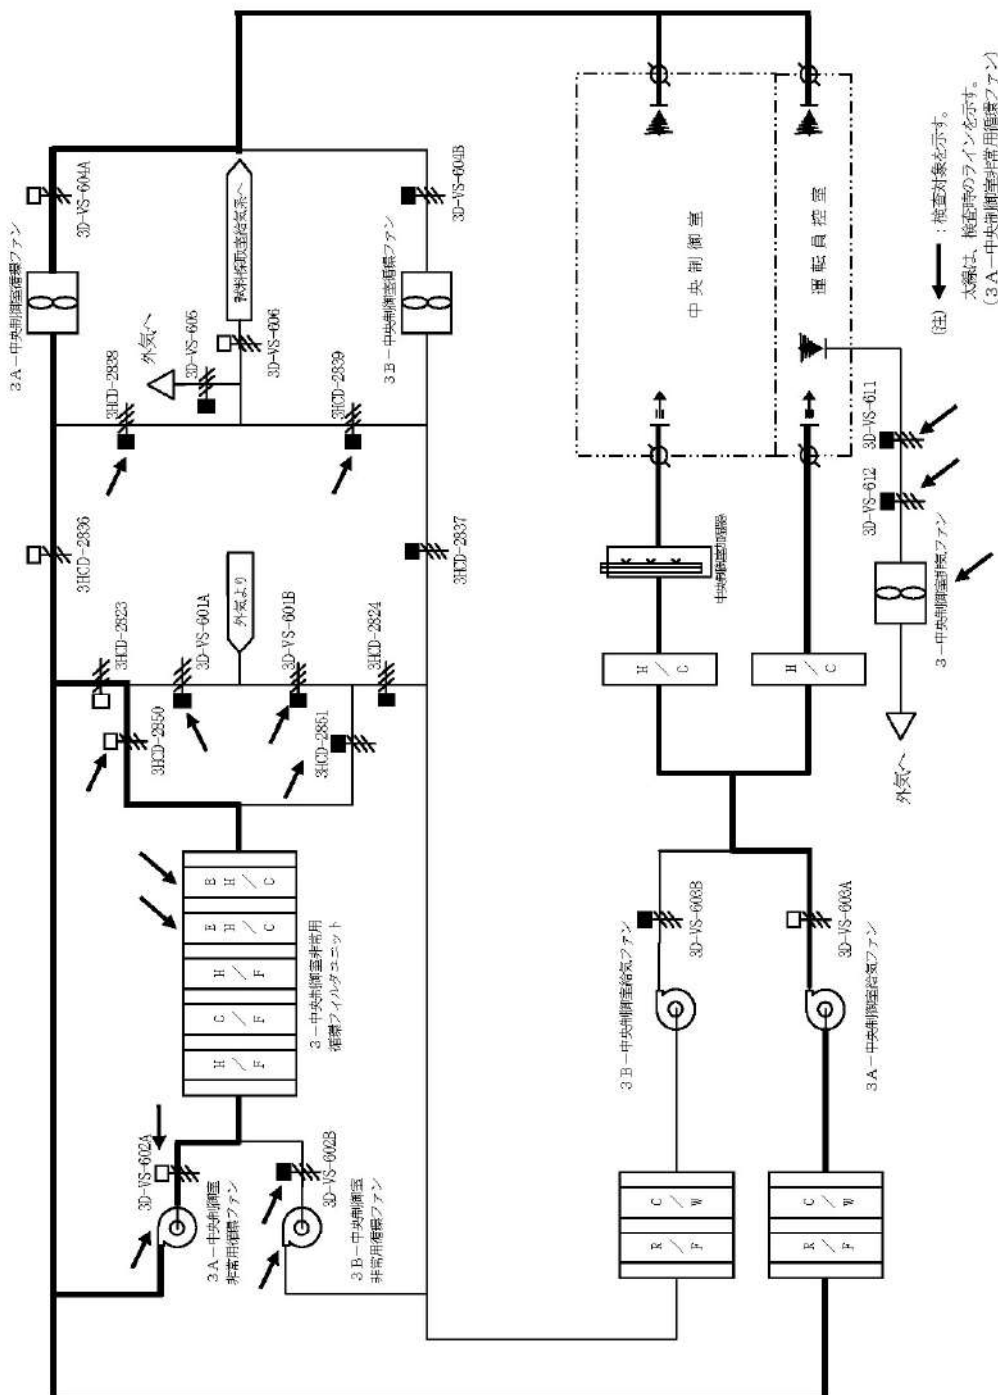 3A－中央制御室循環ファン
3D-VS-604A
試料採取室給気系へ
3D-VS-604B
外気へ
3D-VS-605
3D-VS-606
3B－中央制御室循環ファン
3HCD-2838
3HCD-2839
3HCD-2836
3HCD-2837
3HCD-2823
3D-VS-601A
外気より
3D-VS-601B
3HCD-2824
3HCD-2850
3HCD-2851
B H／C
E H／C
H／F
C／F
H／F
3－中央制御室非常用
循環フィルタユニット
3D-VS-602A
3D-VS-602B
3A－中央制御室
非常用循環ファン
3B－中央制御室
非常用循環ファン
中央制御室
運転員控室
中央制御室加湿器
H／C
H／C
3D-VS-611
3D-VS-612
3－中央制御室排気ファン
外気へ
3D-VS-603B
3D-VS-603A
3B－中央制御室給気ファン
3A－中央制御室給気ファン
C／W
R／F
C／W
R／F
(注) ：検査対象を示す。
太線は、検査時のラインを示す。
(3A－中央制御室非常用循環ファン)